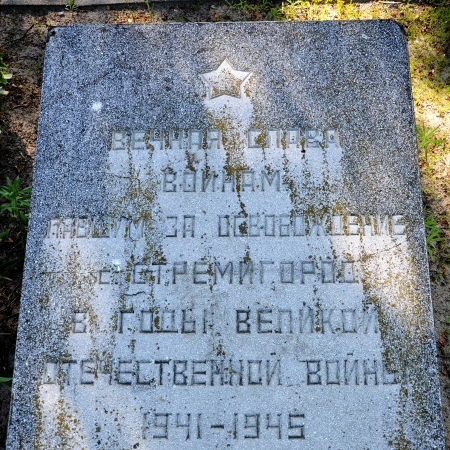 ВЕЧНАЯ СЛАВА
ВОИНАМ
ПАВШИМ ЗА ОСВОБОЖДЕНИЕ
С. СТРЕМИГОРОД
В ГОДЫ ВЕЛИКОЙ
ОТЕЧЕСТВЕННОЙ ВОЙНЫ
1941-1945